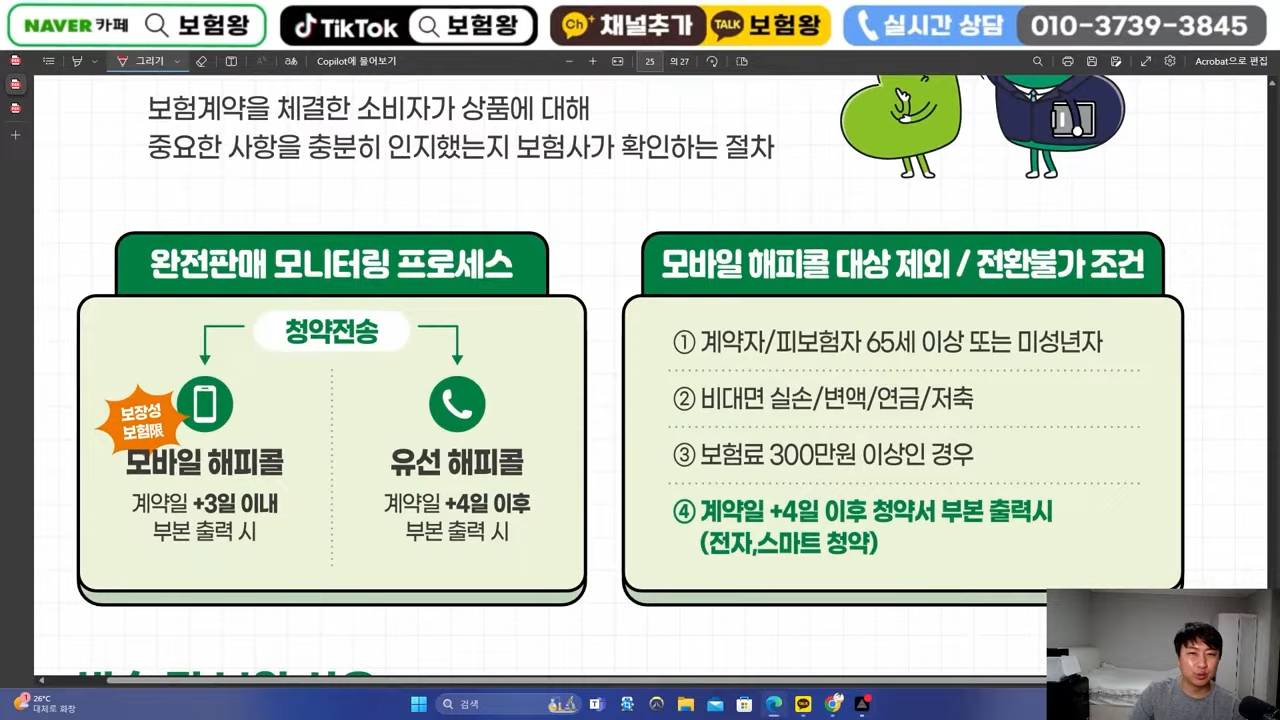 NAVER 카페 보험왕
TikTok 보험왕
Ch+ 채널추가 TALK 보험왕
실시간 상담 010-3739-3845
그리기 aあ Copilot에 물어보기 25 의 27 Acrobat으로 편집
보험계약을 체결한 소비자가 상품에 대해
중요한 사항을 충분히 인지했는지 보험사가 확인하는 절차
완전판매 모니터링 프로세스
청약전송
보장성
보험限
모바일 해피콜
계약일 +3일 이내
부본 출력 시
유선 해피콜
계약일 +4일 이후
부본 출력 시
모바일 해피콜 대상 제외 / 전환불가 조건
① 계약자/피보험자 65세 이상 또는 미성년자
② 비대면 실손/변액/연금/저축
③ 보험료 300만원 이상인 경우
④ 계약일 +4일 이후 청약서 부본 출력시
(전자,스마트 청약)
26°C
대체로 화창
검색